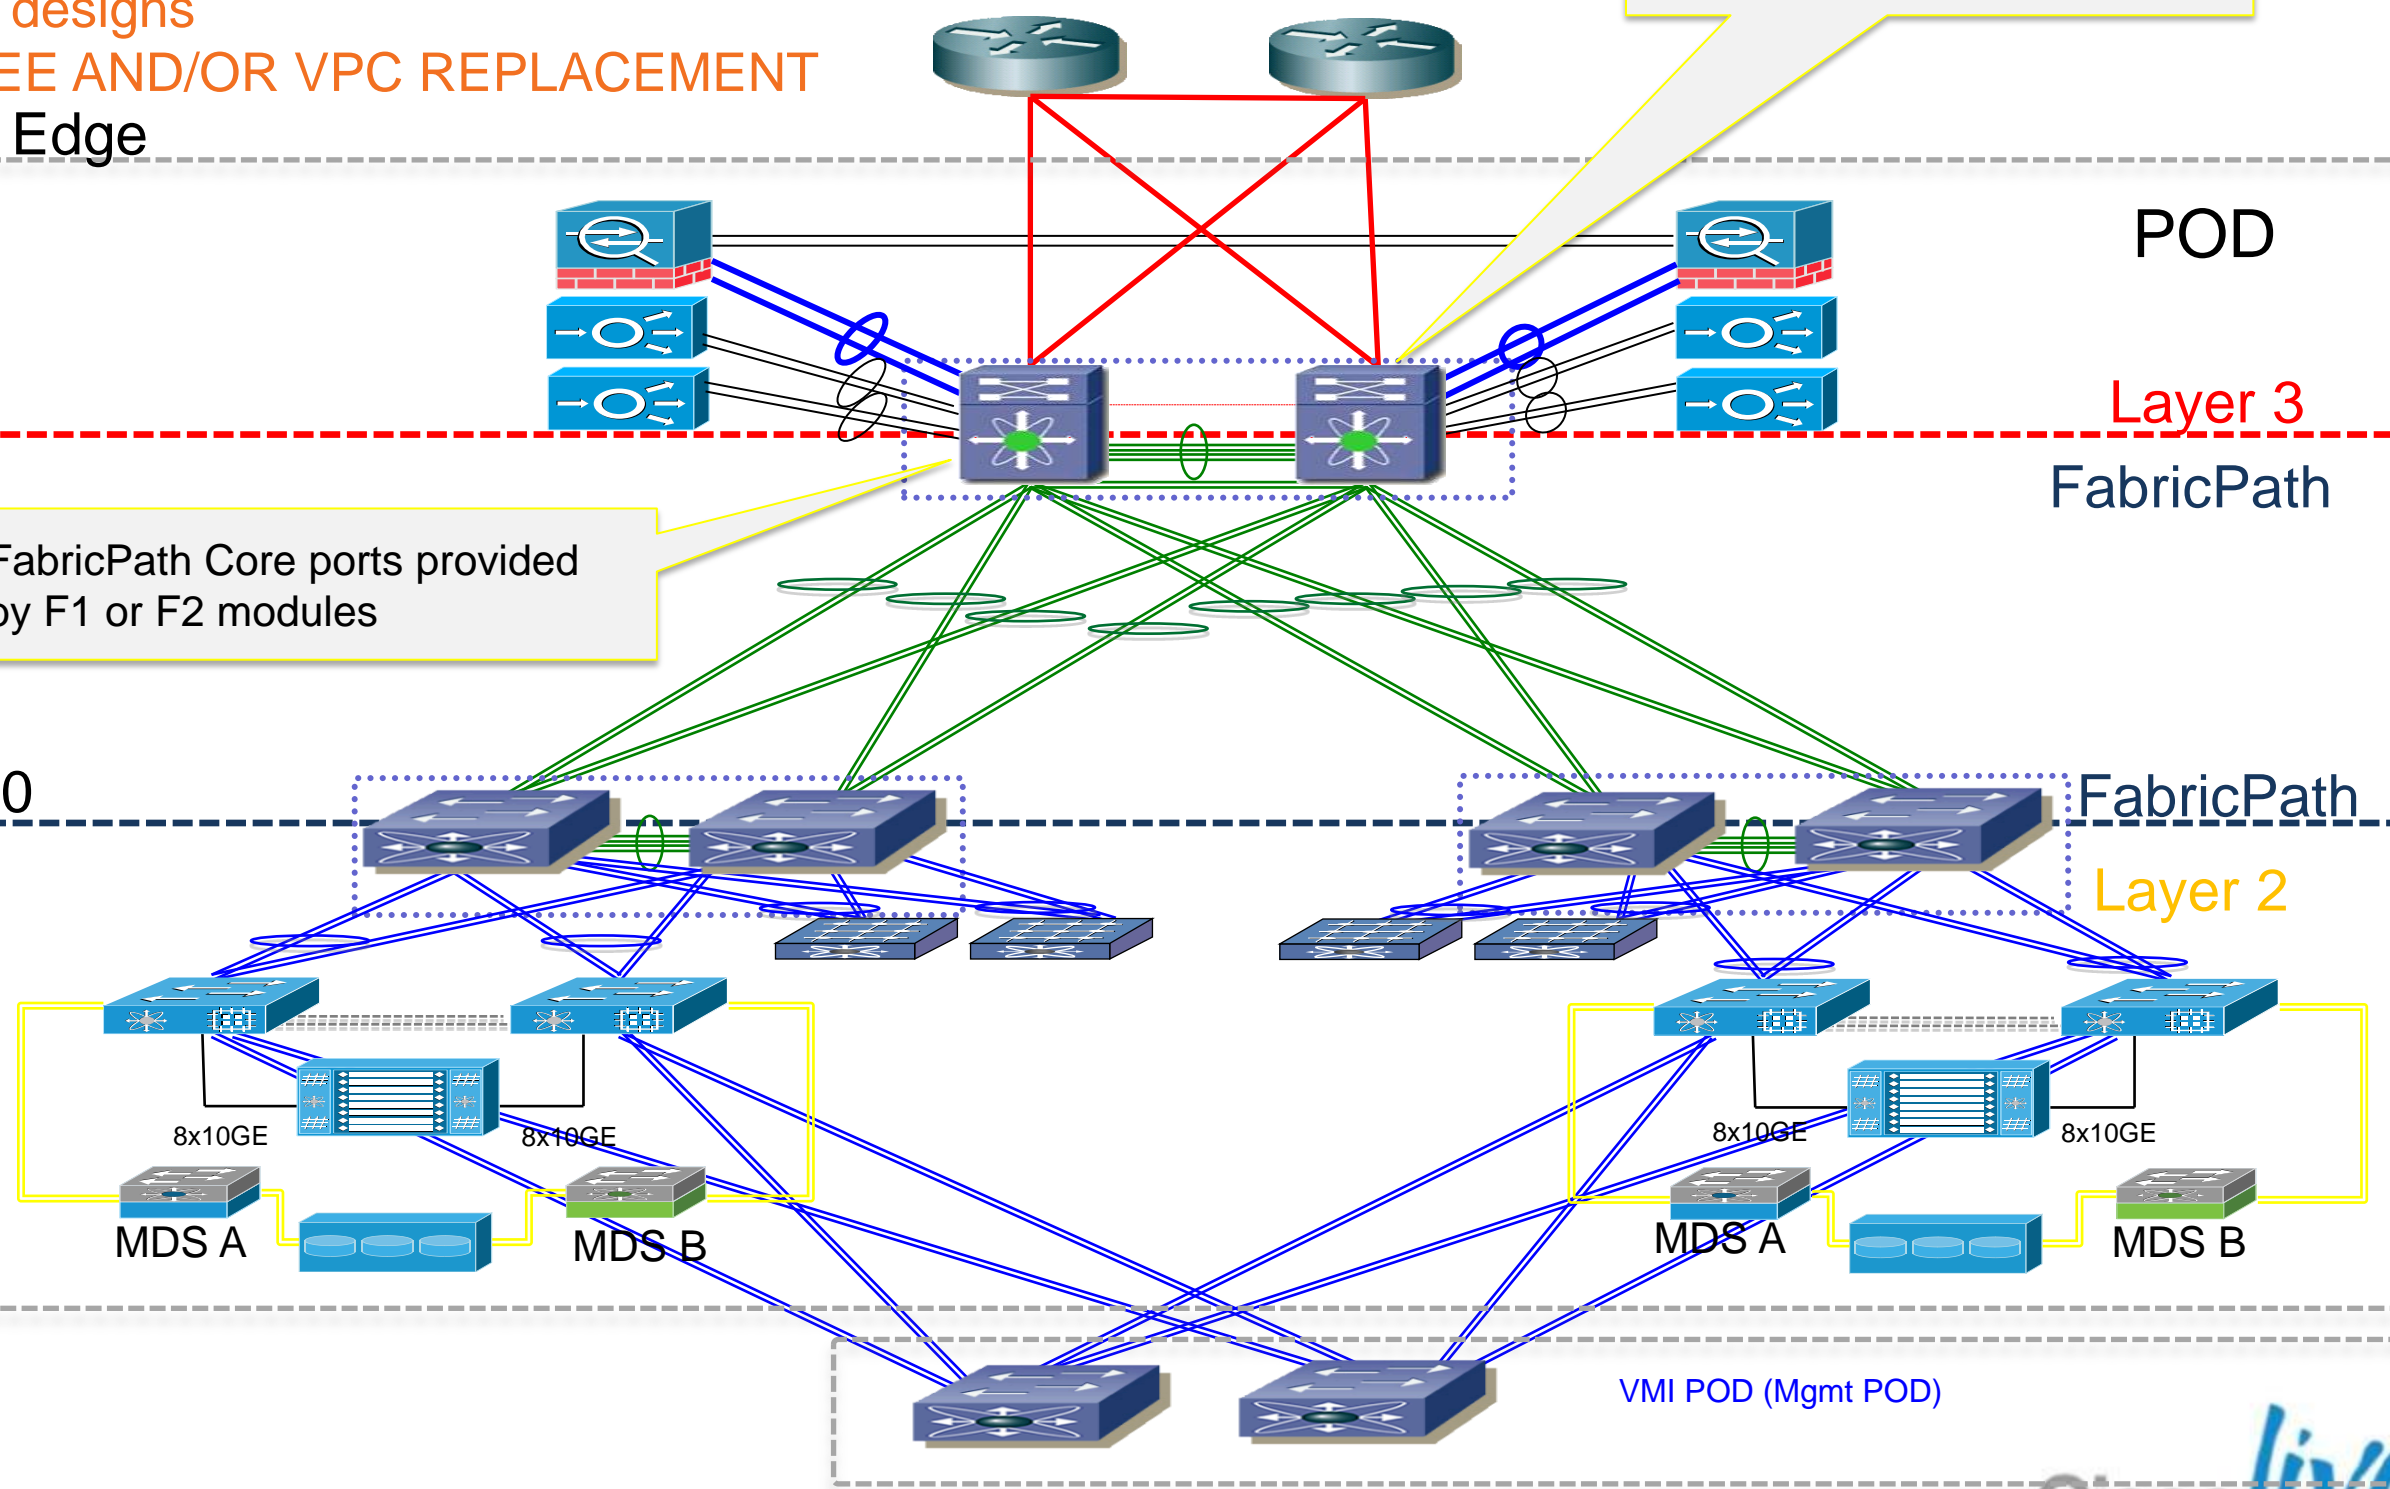 designs
EE AND/OR VPC REPLACEMENT
Edge
POD
Layer 3
FabricPath
FabricPath Core ports provided
by F1 or F2 modules
0
FabricPath
Layer 2
8x10GE
8x10GE
8x10GE
8x10GE
MDS A
MDS B
MDS A
MDS B
VMI POD (Mgmt POD)